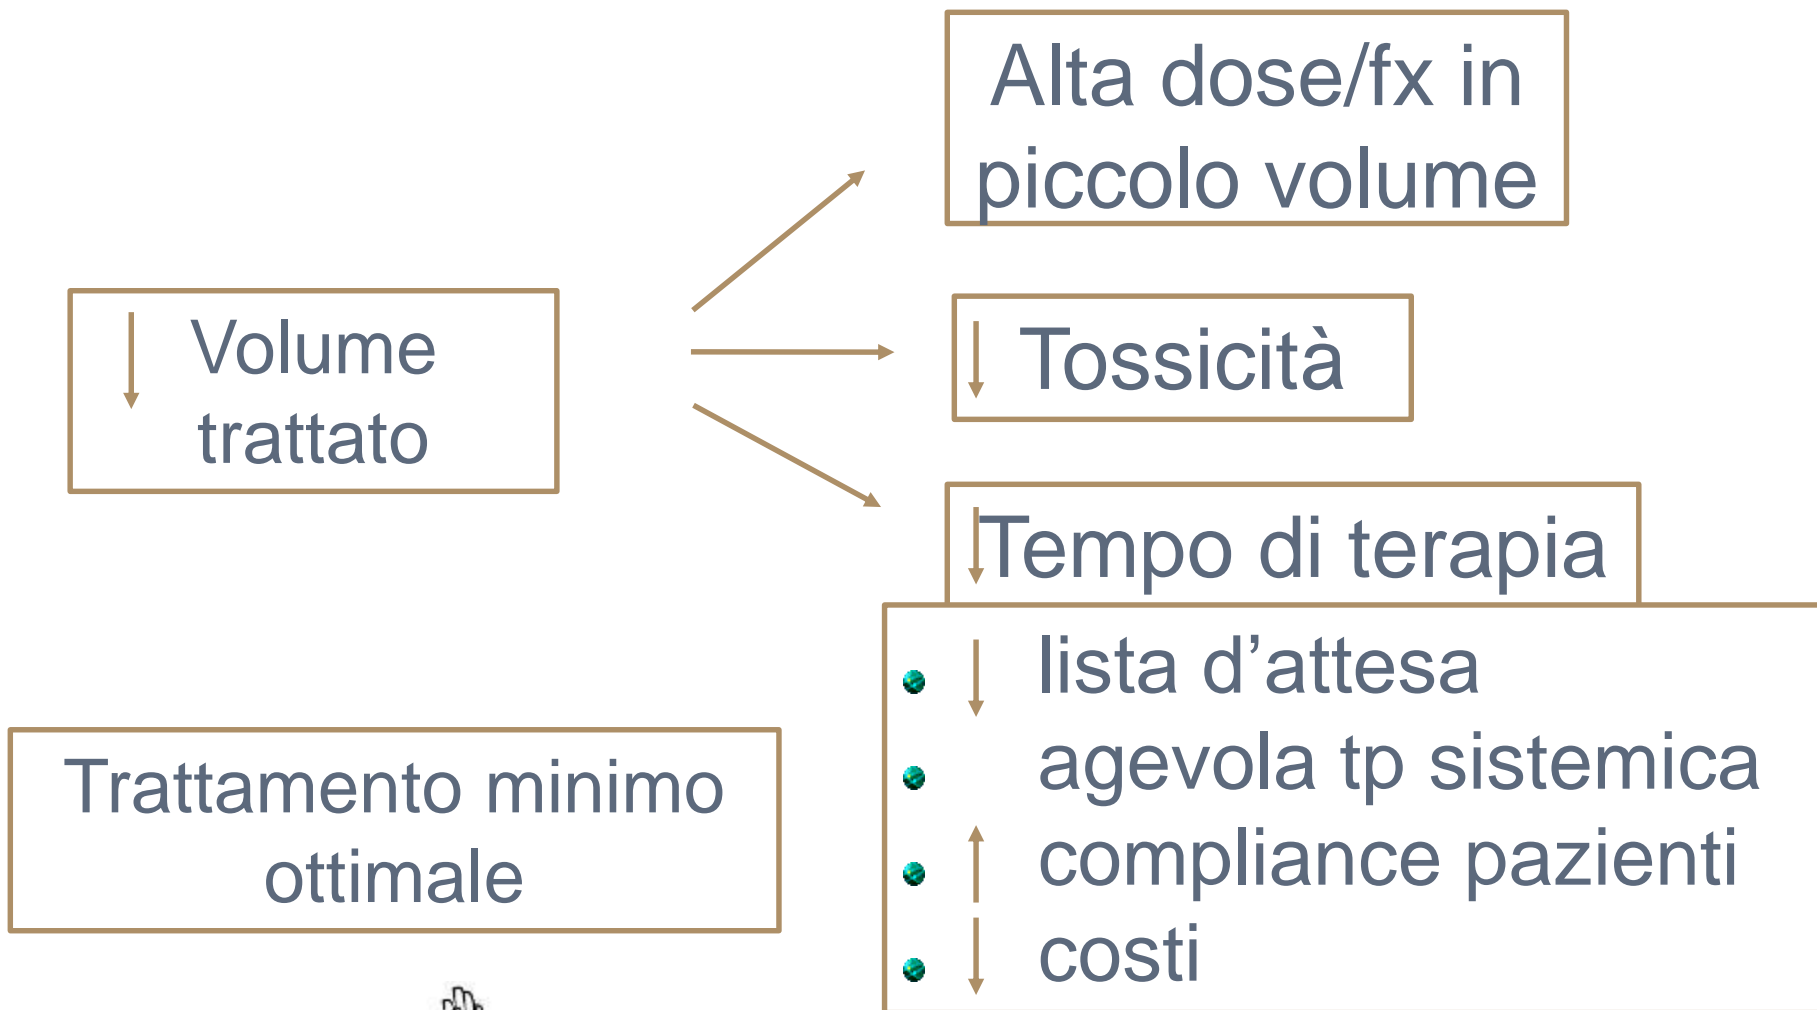 Alta dose/fx in
piccolo volume
Volume
trattato
Tossicità
Tempo di terapia
lista d’attesa
agevola tp sistemica
compliance pazienti
costi
Trattamento minimo
ottimale